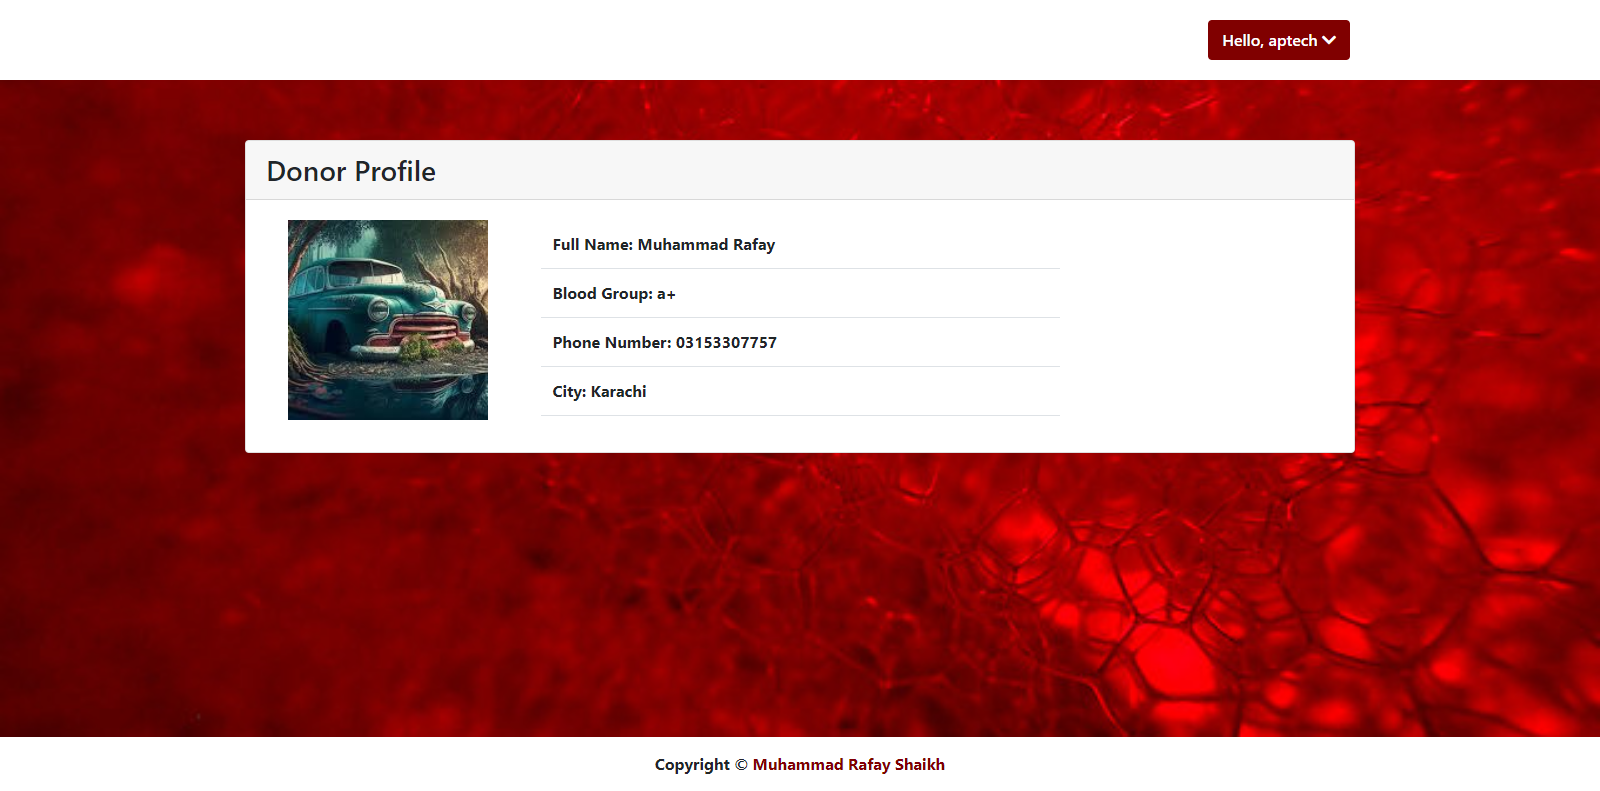 Hello, aptech
Donor Profile
Full Name: Muhammad Rafay
Blood Group: a+
Phone Number: 03153307757
City: Karachi
Copyright © Muhammad Rafay Shaikh